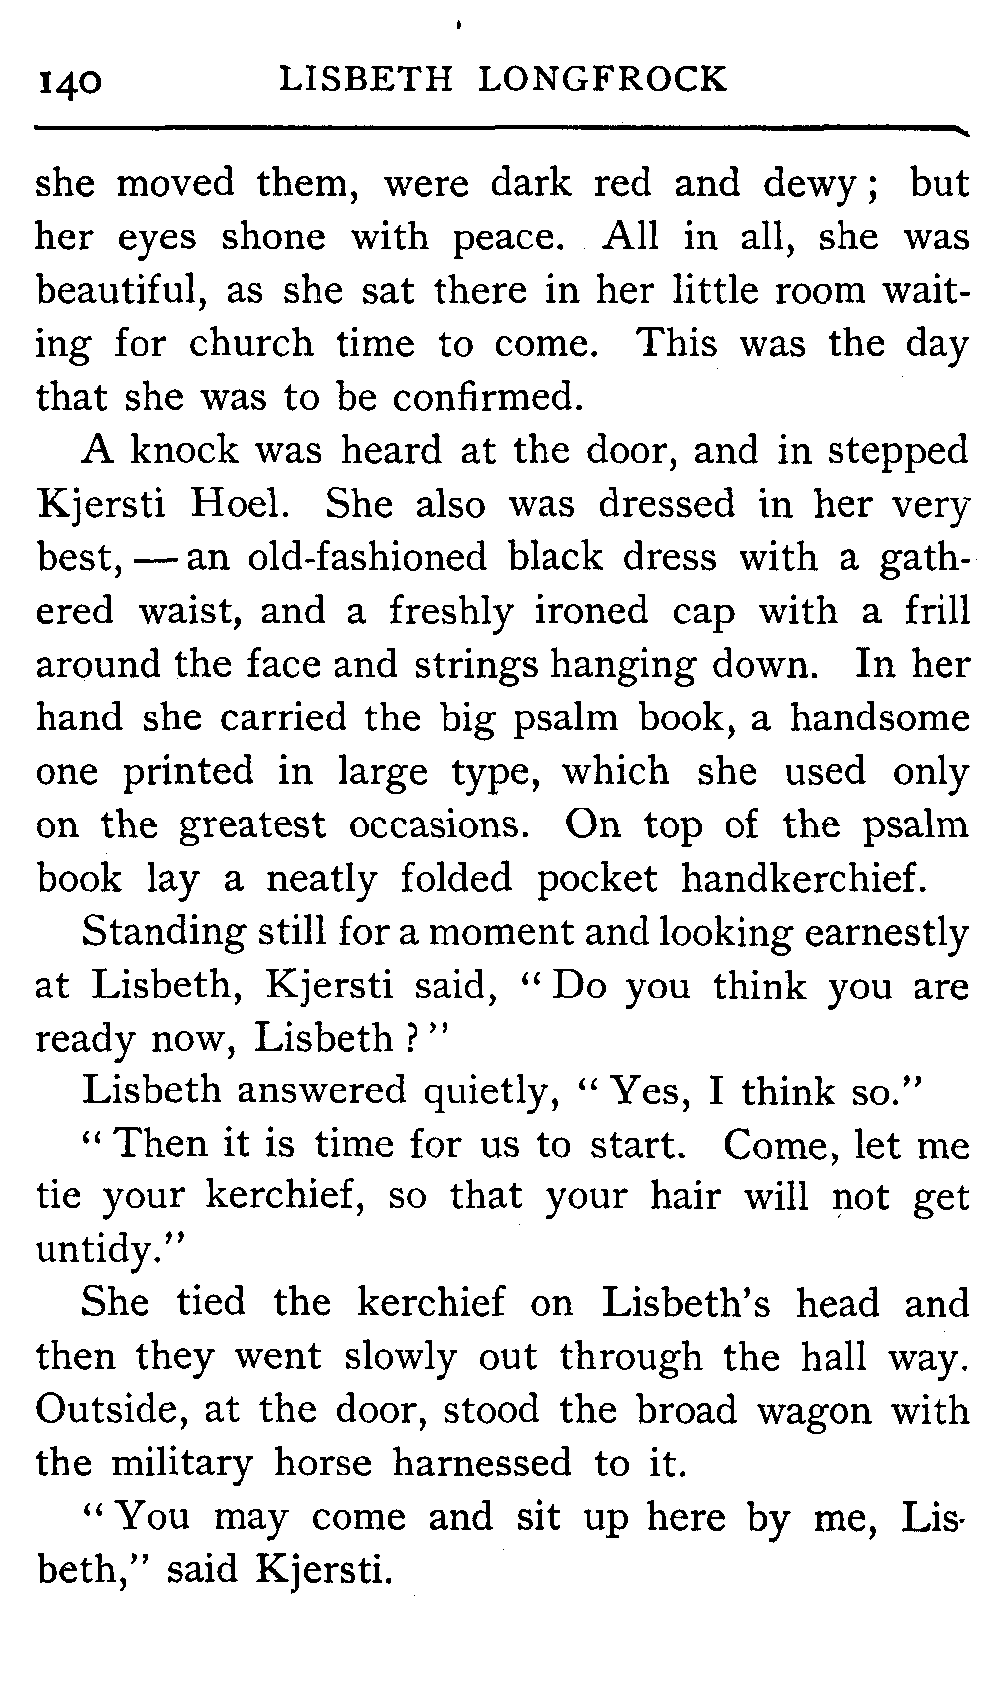 140 LISBETH LONGFROCK
she moved them, were dark red and dewy; but
her eyes shone with peace. All in all, she was
beautiful, as she sat there in her little room wait-
ing for church time to come. This was the day
that she was to be confirmed.
A knock was heard at the door, and in stepped
Kjersti Hoel. She also was dressed in her very
best, — an old-fashioned black dress with a gath-
ered waist, and a freshly ironed cap with a frill
around the face and strings hanging down. In her
hand she carried the big psalm book, a handsome
one printed in large type, which she used only
on the greatest occasions. On top of the psalm
book lay a neatly folded pocket handkerchief.
Standing still for a moment and looking earnestly
at Lisbeth, Kjersti said, “Do you think you are
ready now, Lisbeth?”
Lisbeth answered quietly, “Yes, I think so.”
“Then it is time for us to start. Come, let me
tie your kerchief, so that your hair will not get
untidy.”
She tied the kerchief on Lisbeth’s head and
then they went slowly out through the hall way.
Outside, at the door, stood the broad wagon with
the military horse harnessed to it.
“You may come and sit up here by me, Lis-
beth,” said Kjersti.